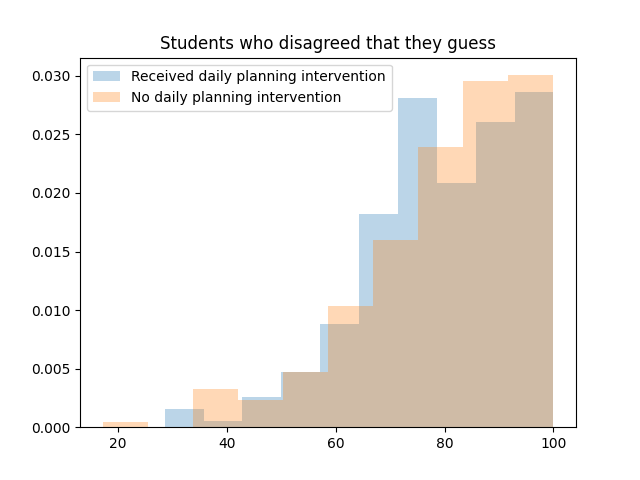 Students who disagreed that they guess
Received daily planning intervention
No daily planning intervention
0.030
0.025
0.020
0.015
0.010
0.005
0.000
20 40 60 80 100